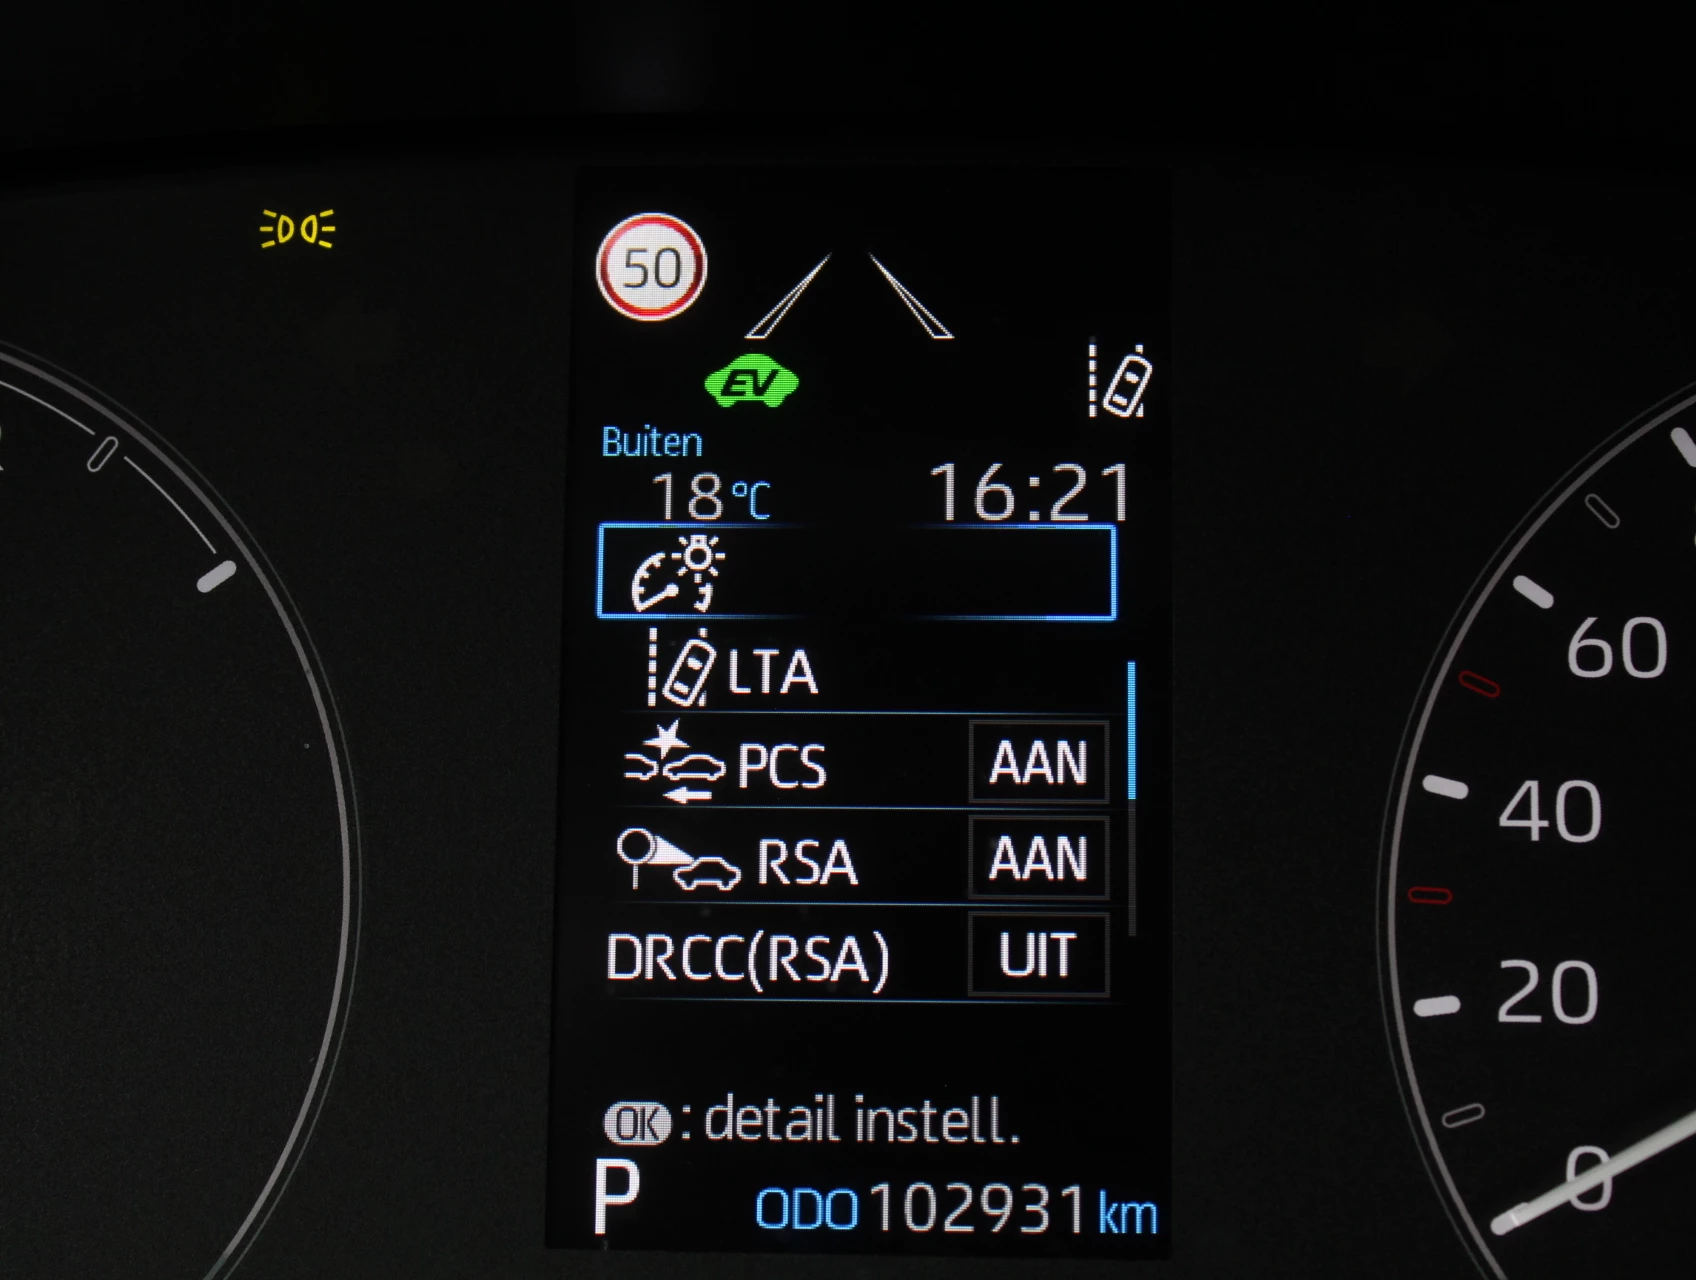 50
EV
Buiten
18 °C 16:21
LTA
PCS AAN
RSA AAN
DRCC(RSA) UIT
OK : detail instell.
P ODO 102931 km
60
40
20
0